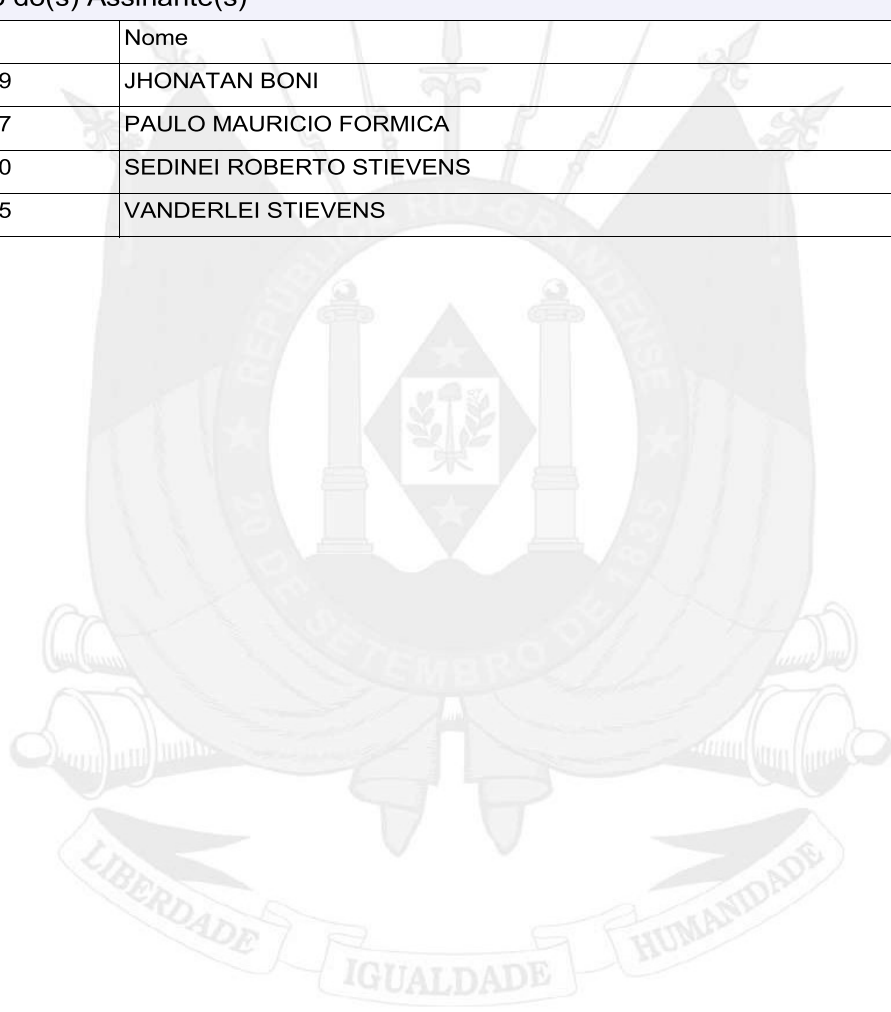 do(s) Assinante(s)
Nome
9 JHONATAN BONI
7 PAULO MAURICIO FORMICA
0 SEDINEI ROBERTO STIEVENS
5 VANDERLEI STIEVENS
REPÚBLICA RIO-GRANDENSE
20 DE SETEMBRO DE 1835
LIBERDADE IGUALDADE HUMANIDADE